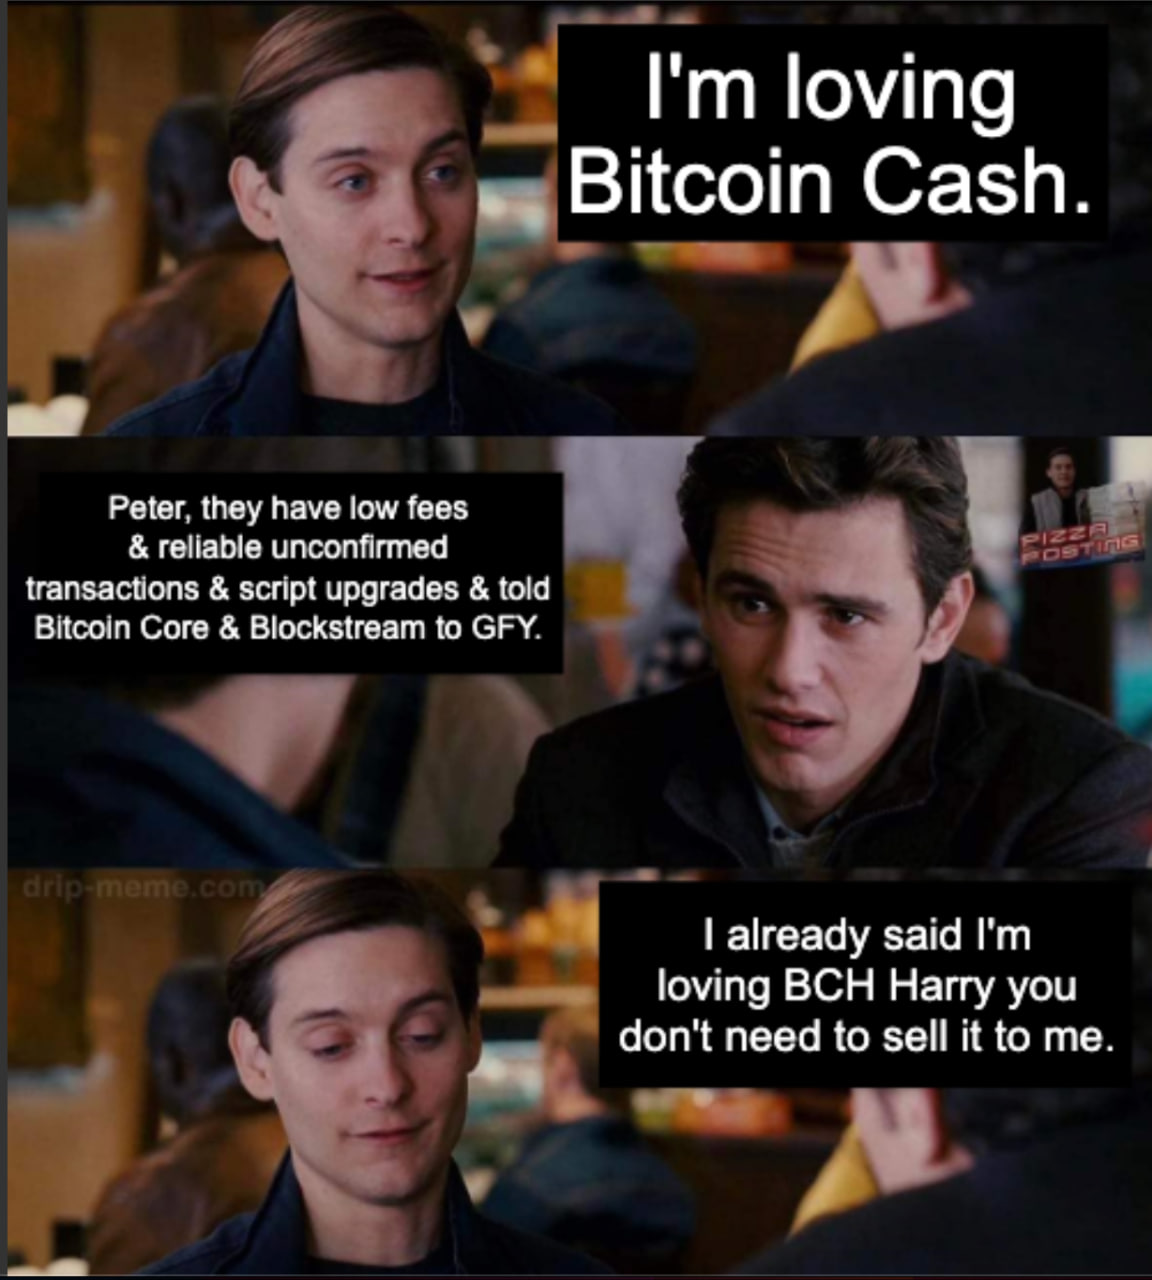 I'm loving
Bitcoin Cash.
Peter, they have low fees
& reliable unconfirmed
transactions & script upgrades & told
Bitcoin Core & Blockstream to GFY.
PIZZA
POSTING
drip-meme.com
I already said I'm
loving BCH Harry you
don't need to sell it to me.